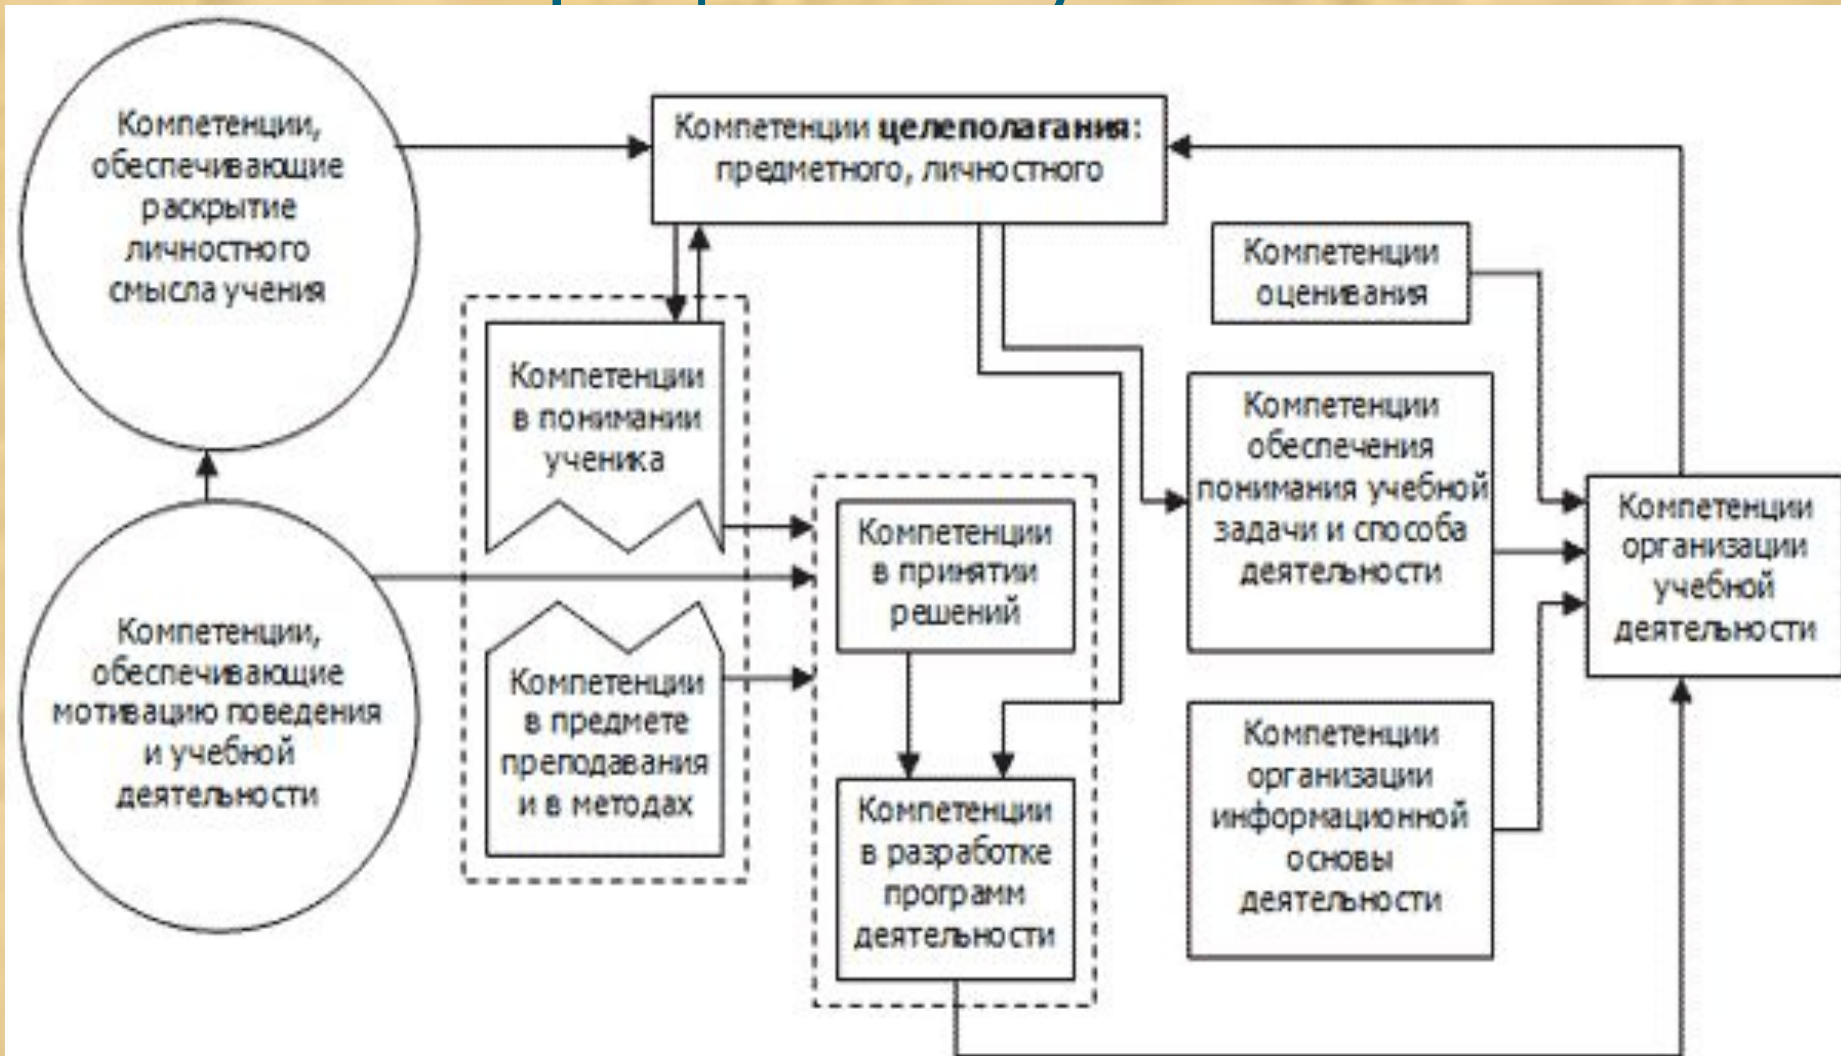 Компетенции,
обеспечивающие
раскрытие
личностного
смысла учения
Компетенции целеполагания:
предметного, личностного
Компетенции
оценивания
Компетенции
в понимании
ученика
Компетенции
обеспечения
понимания учебной
задачи и способа
деятельности
Компетенции
организации
учебной
деятельности
Компетенции
в принятии
решений
Компетенции,
обеспечивающие
мотивацию поведения
и учебной
деятельности
Компетенции
в предмете
преподавания
и в методах
Компетенции
организации
информационной
основы
деятельности
Компетенции
в разработке
программ
деятельности